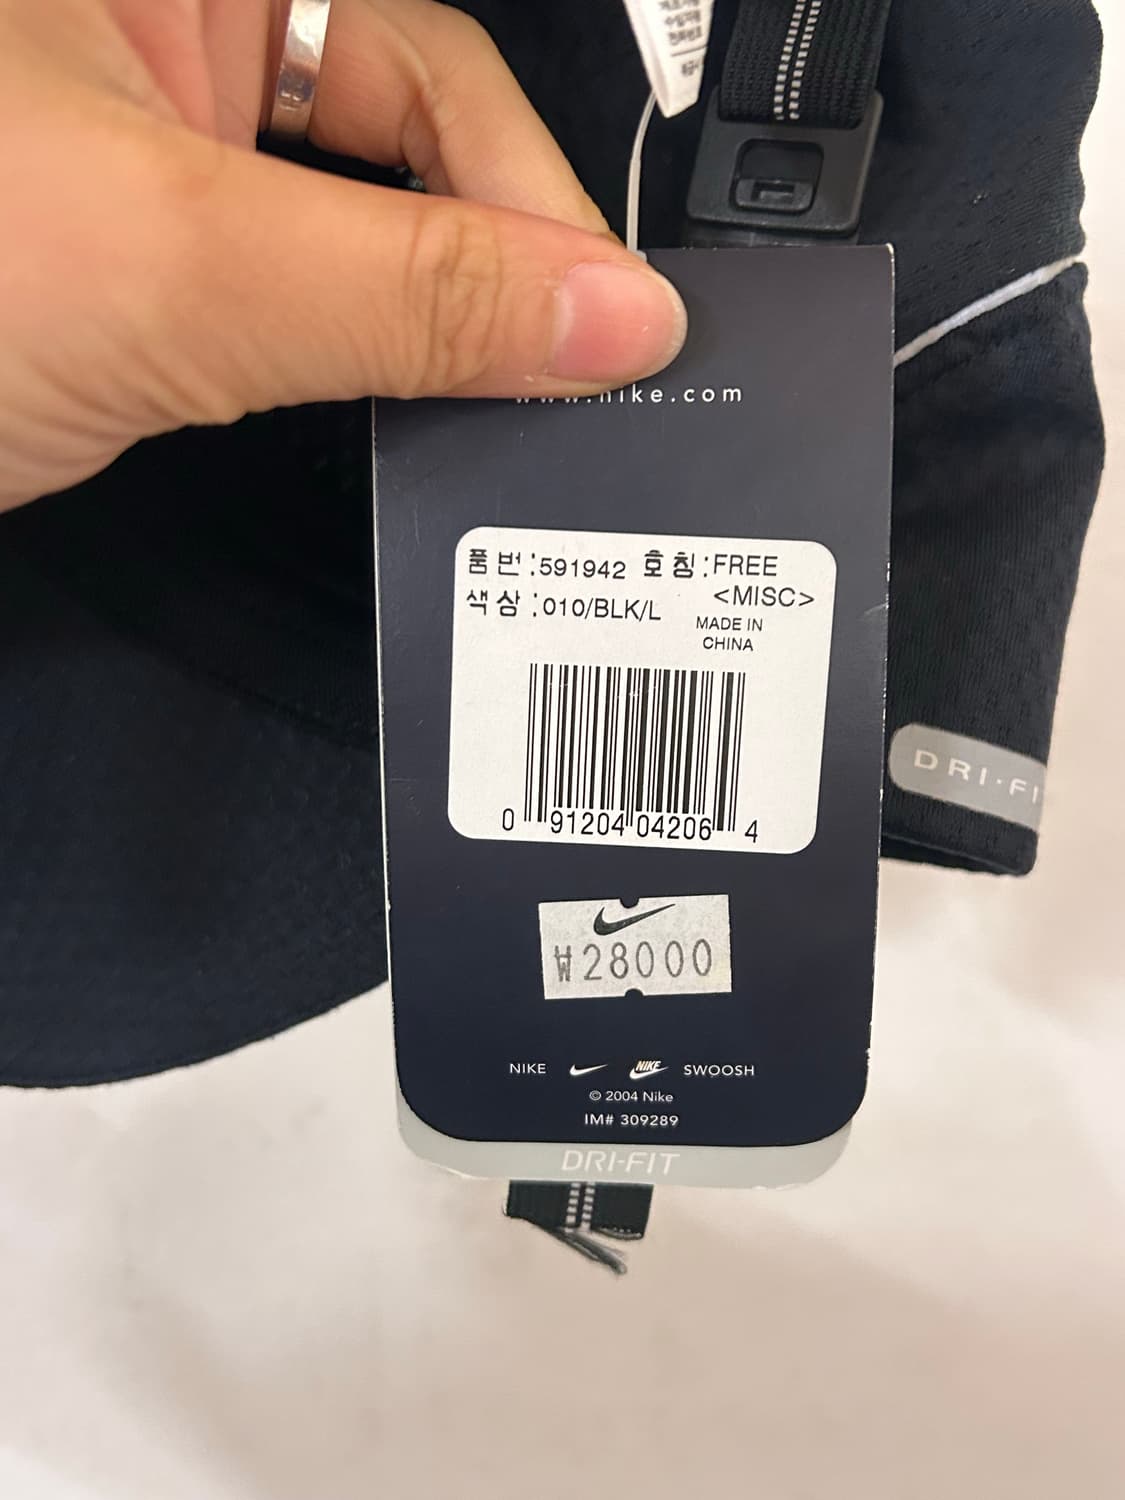 www.nike.com
품번:591942 호칭:FREE
<MISC>
색상:010/BLK/L
MADE IN
CHINA
0 91204 04206 4
₩28000
NIKE NIKE SWOOSH
© 2004 Nike
IM# 309289
DRI-FIT
DRI-FI